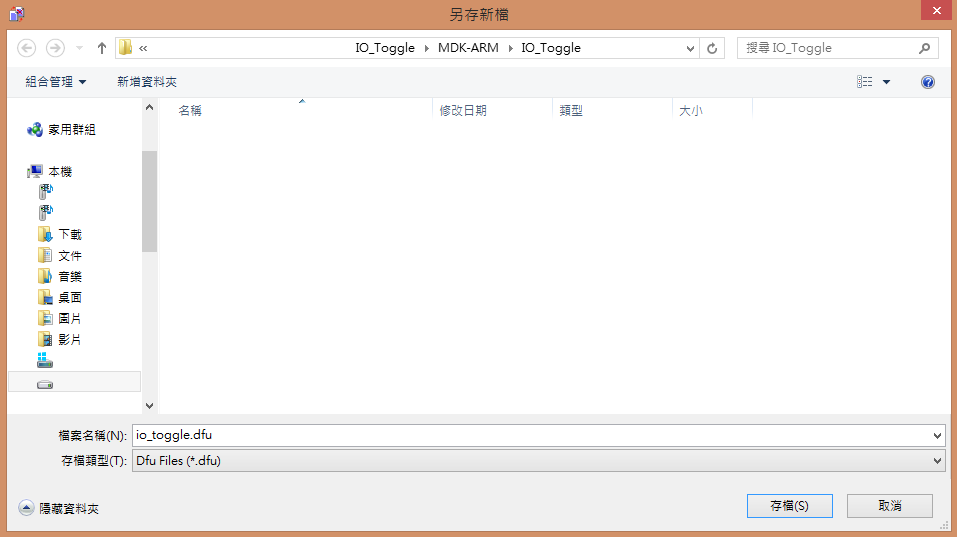 另存新檔
« IO_Toggle MDK-ARM IO_Toggle
搜尋 IO_Toggle
組合管理 新增資料夾
名稱 修改日期 類型 大小
家用群組
本機
下載
文件
音樂
桌面
圖片
影片
檔案名稱(N): io_toggle.dfu
存檔類型(T): Dfu Files (*.dfu)
隱藏資料夾
存檔(S) 取消